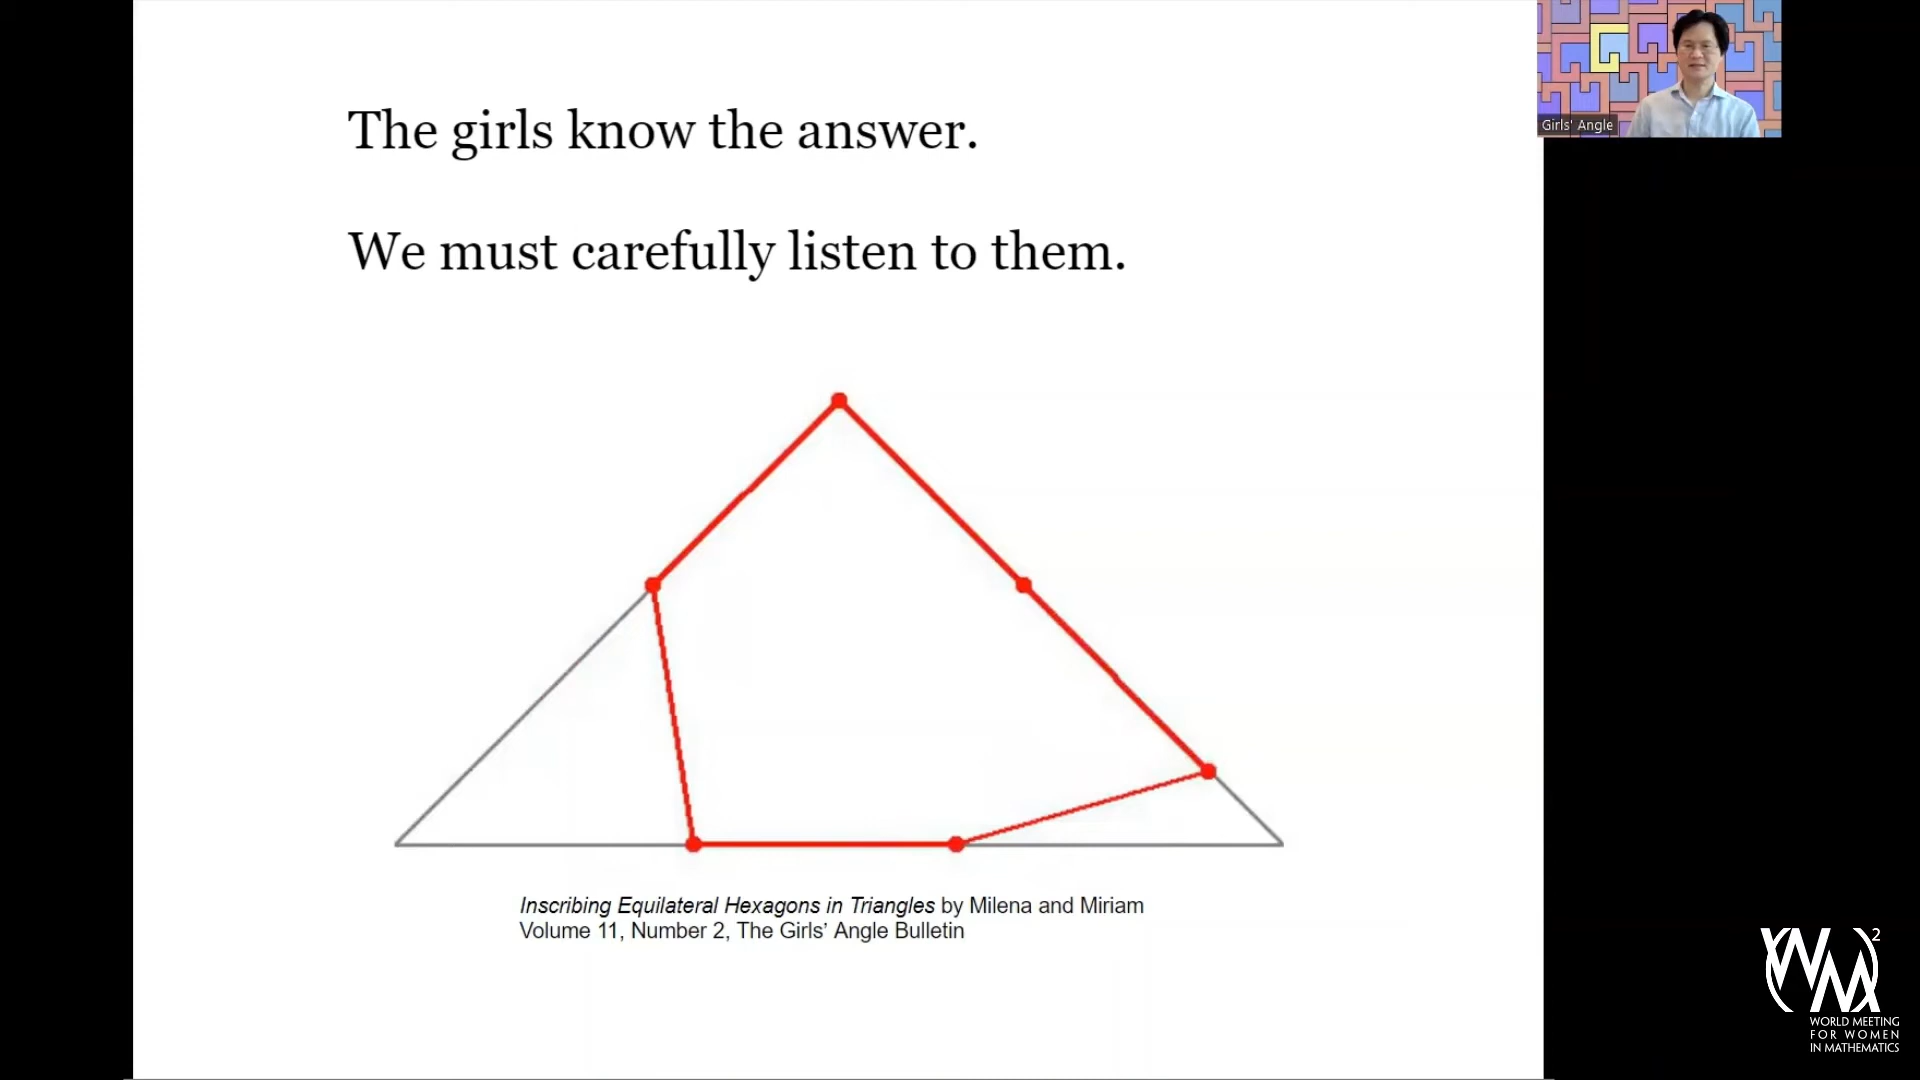 The girls know the answer.
We must carefully listen to them.
Girls' Angle
Inscribing Equilateral Hexagons in Triangles by Milena and Miriam
Volume 11, Number 2, The Girls’ Angle Bulletin
WM 2
WORLD MEETING
FOR WOMEN
IN MATHEMATICS